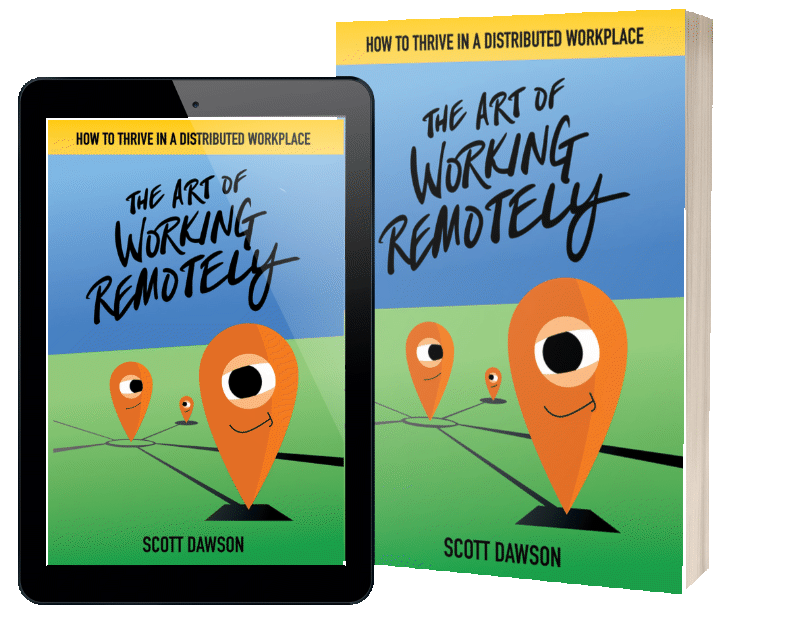 HOW TO THRIVE IN A DISTRIBUTED WORKPLACE
THE ART OF
WORKING
REMOTELY
SCOTT DAWSON
HOW TO THRIVE IN A DISTRIBUTED WORKPLACE
THE ART OF
WORKING
REMOTELY
SCOTT DAWSON